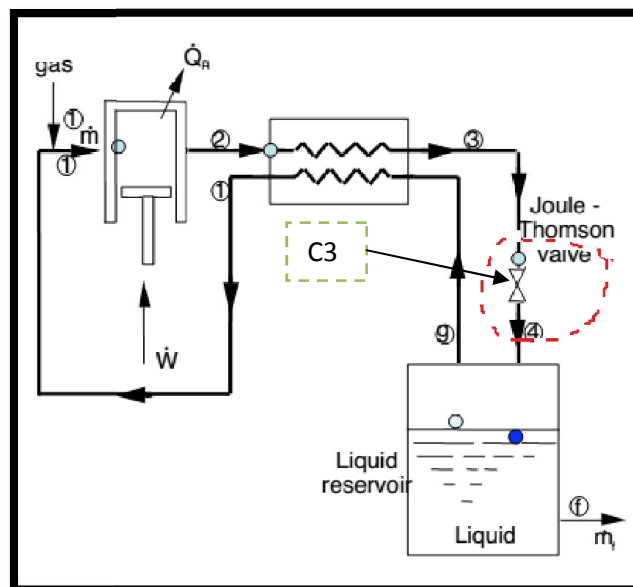 gas
Q̇R
①
ṁ
①
②
③
①
Joule -
Thomson
valve
C3
Ẇ
⑨
④
Liquid
reservoir
Liquid
ⓕ
ṁf